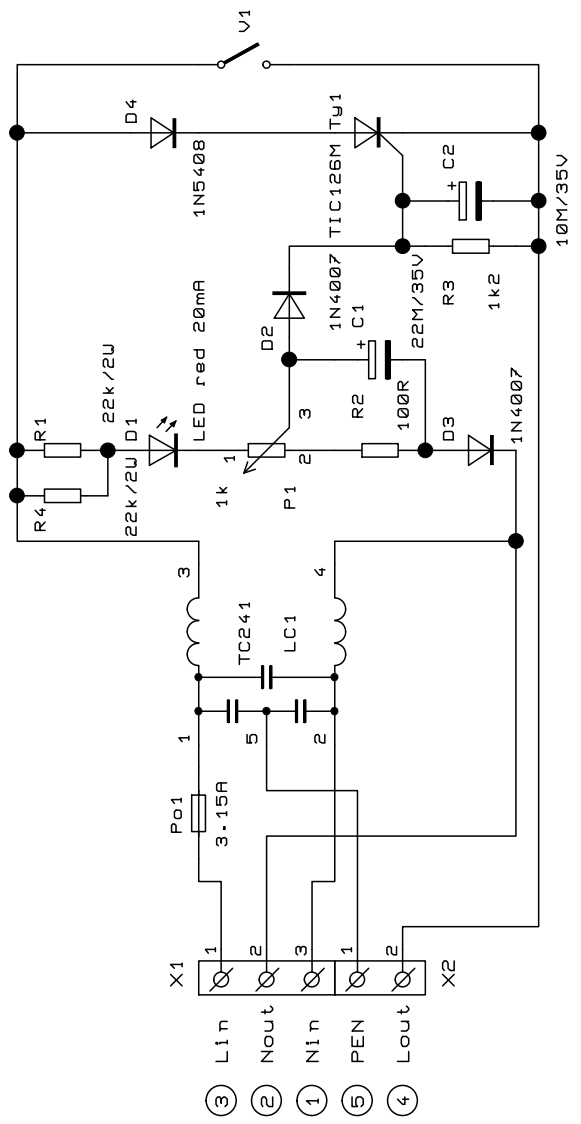 V1
D4
1N5408
TIC126M Ty1
C2
+
10M/35V
R3
1k2
D2
1N4007
C1
+
22M/35V
R1
22k/2W
R4
22k/2W
D1
LED red 20mA
1
3
2
1k
P1
R2
100R
D3
1N4007
3
4
TC241
LC1
1
5
2
Po1
3.15A
X1
1
2
3
1
2
X2
Lin
Nout
Nin
PEN
Lout
3
2
1
5
4